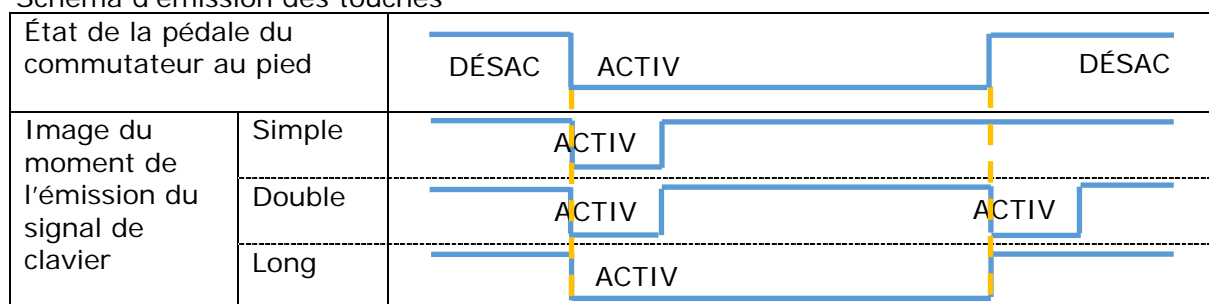 Schéma d'émission des touches
État de la pédale du
commutateur au pied
DÉSAC ACTIV DÉSAC
Image du
moment de
l'émission du
signal de
clavier
Simple
ACTIV
Double
ACTIV ACTIV
Long
ACTIV